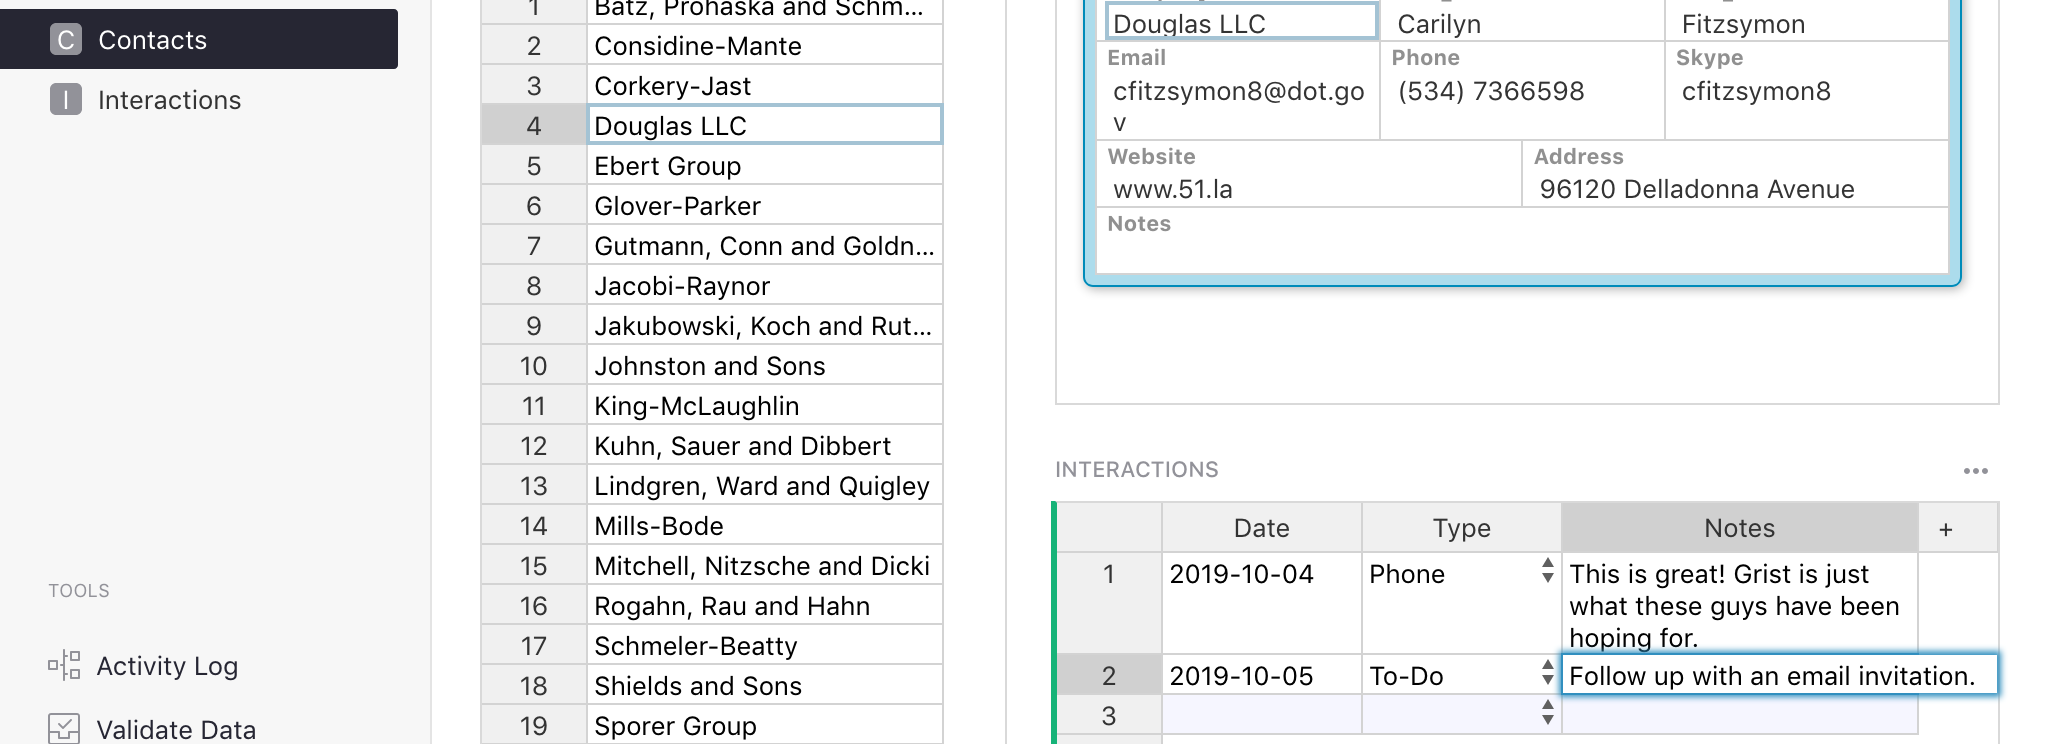 C Contacts
I Interactions
TOOLS
Activity Log
Validate Data
1 Batz, Prohaska and Schm...
2 Considine-Mante
3 Corkery-Jast
4 Douglas LLC
5 Ebert Group
6 Glover-Parker
7 Gutmann, Conn and Goldn...
8 Jacobi-Raynor
9 Jakubowski, Koch and Rut...
10 Johnston and Sons
11 King-McLaughlin
12 Kuhn, Sauer and Dibbert
13 Lindgren, Ward and Quigley
14 Mills-Bode
15 Mitchell, Nitzsche and Dicki
16 Rogahn, Rau and Hahn
17 Schmeler-Beatty
18 Shields and Sons
19 Sporer Group
Douglas LLC Carilyn Fitzsymon
Email Phone Skype
cfitzsymon8@dot.go (534) 7366598 cfitzsymon8
v
Website Address
www.51.la 96120 Delladonna Avenue
Notes
INTERACTIONS •••
Date Type Notes +
1 2019-10-04 Phone This is great! Grist is just
what these guys have been
hoping for.
2 2019-10-05 To-Do Follow up with an email invitation.
3